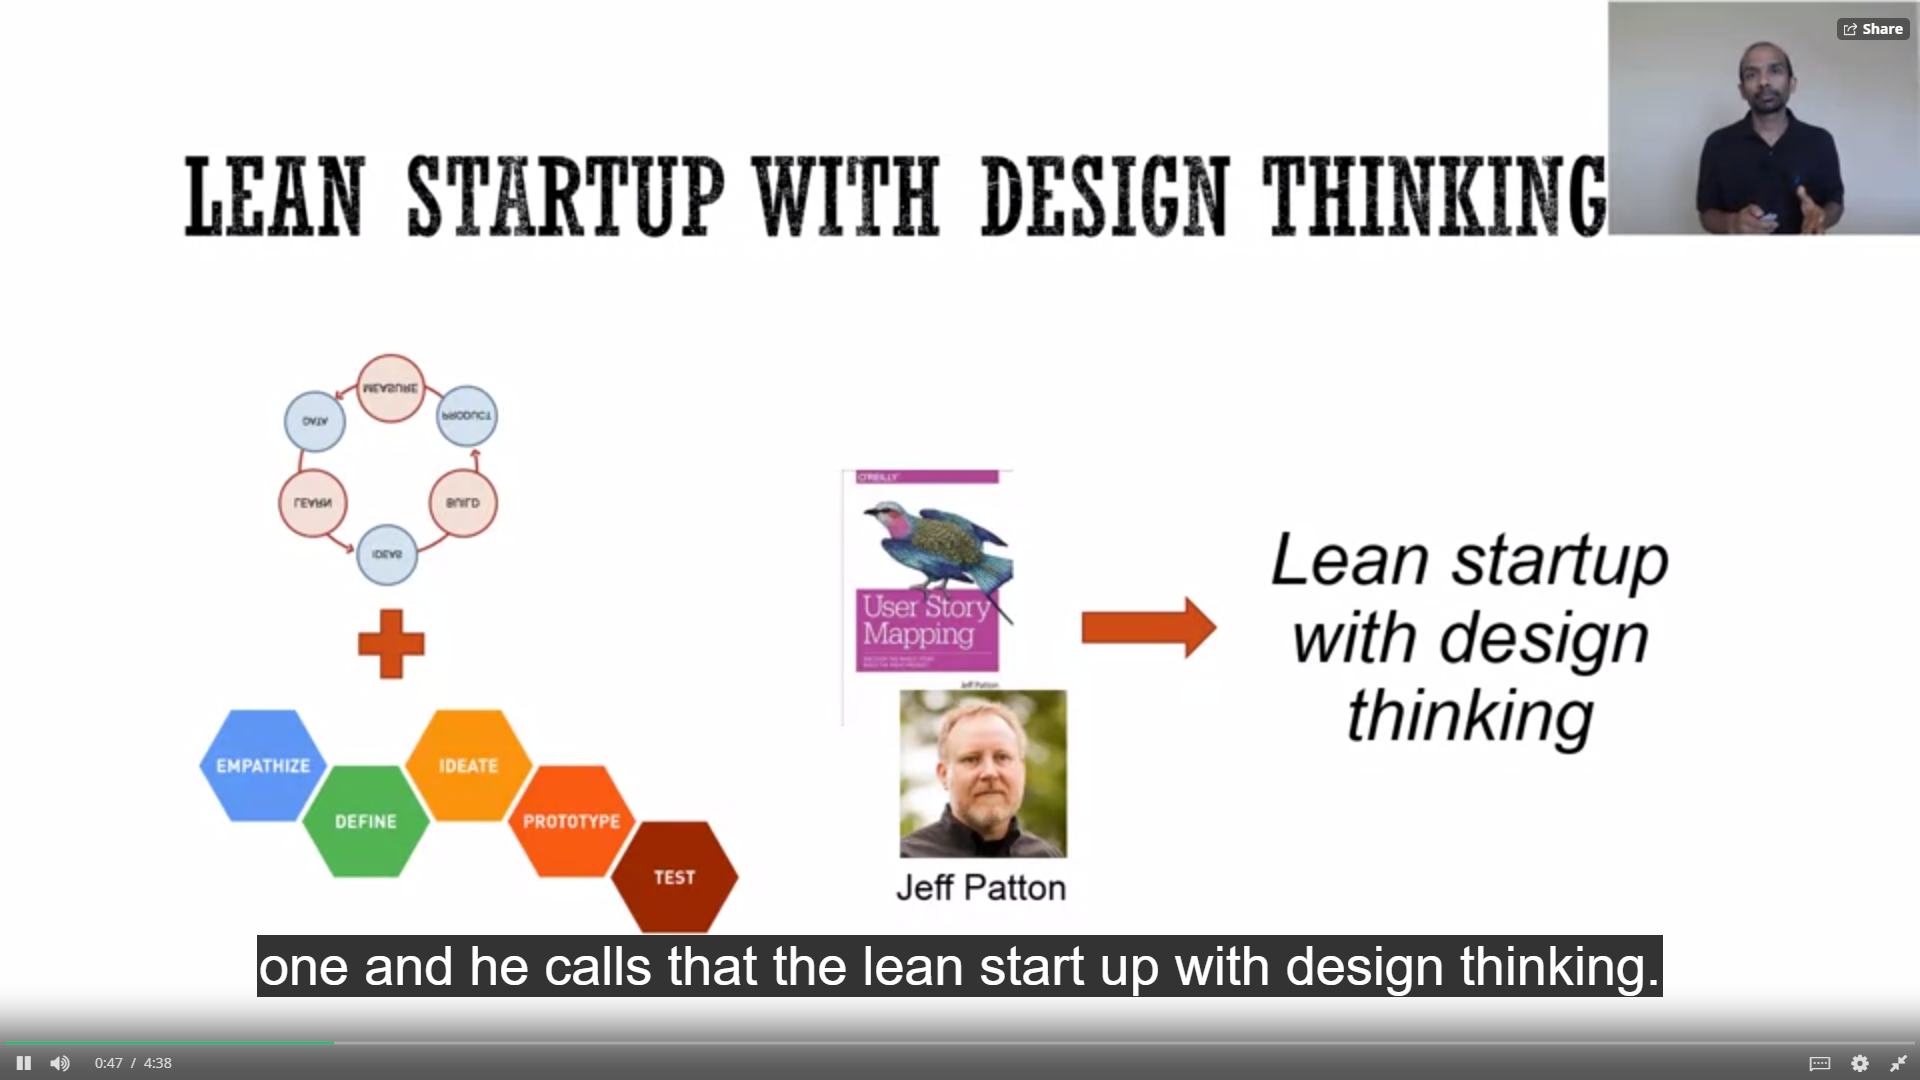 Share
LEAN STARTUP WITH DESIGN THINKING
MEASURE
DATA
PRODUCT
LEARN
BUILD
IDEAS
EMPATHIZE
DEFINE
IDEATE
PROTOTYPE
TEST
O'REILLY
User Story
Mapping
Jeff Patton
Jeff Patton
Lean startup
with design
thinking
one and he calls that the lean start up with design thinking.
0:47 / 4:38